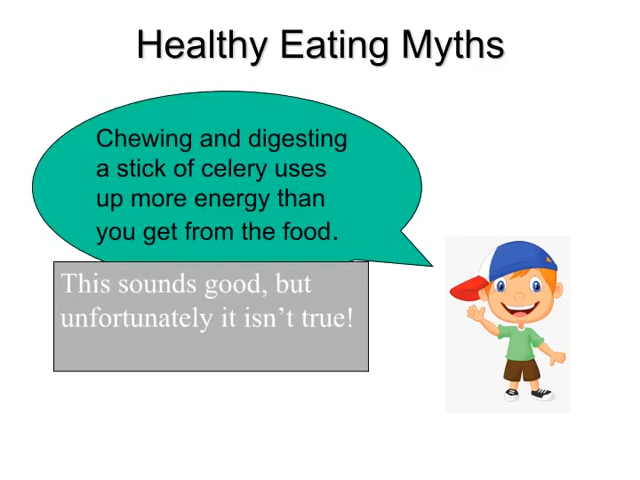 Healthy Eating Myths
Chewing and digesting
a stick of celery uses
up more energy than
you get from the food.
This sounds good, but
unfortunately it isn’t true!